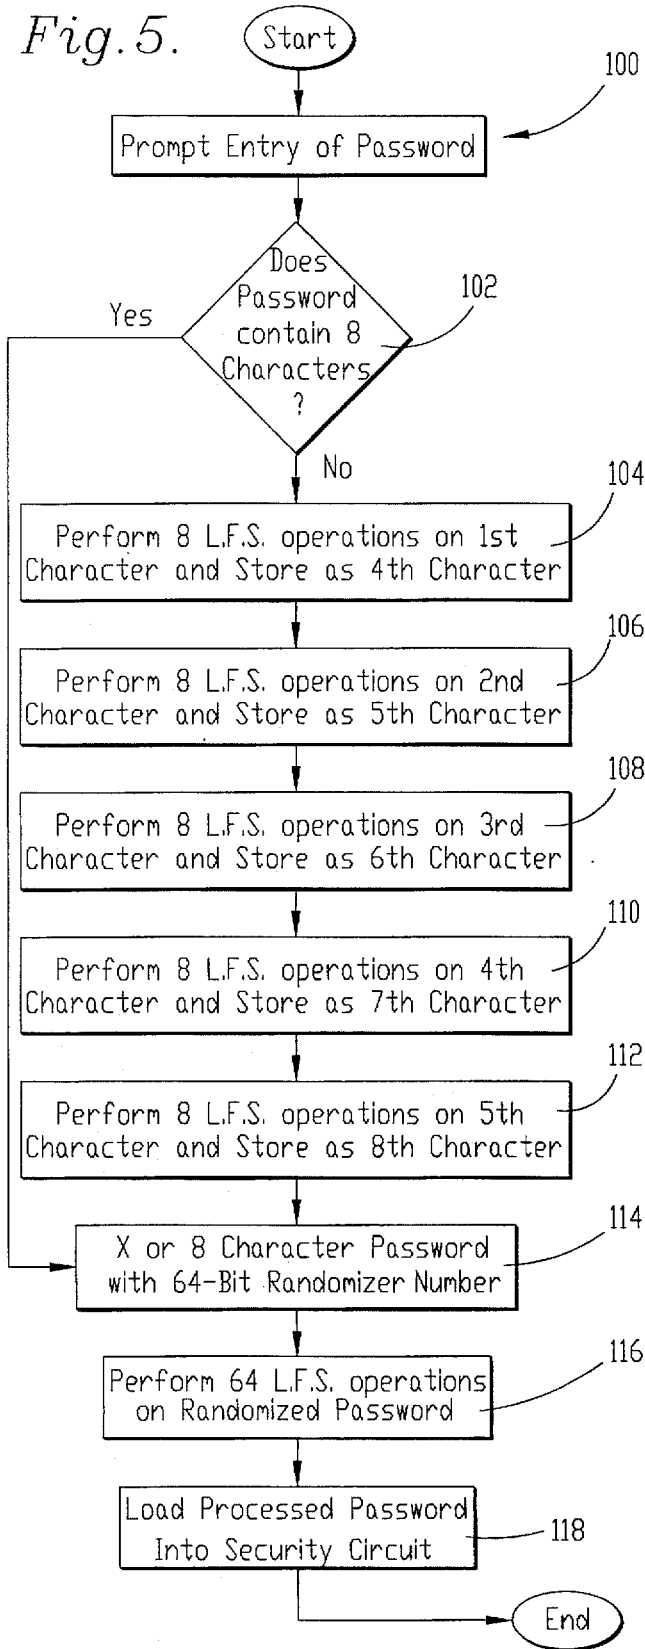 Fig. 5.
Start
100
Prompt Entry of Password
Does
Password
contain 8
Characters
?
102
Yes
No
104
Perform 8 L.F.S. operations on 1st
Character and Store as 4th Character
106
Perform 8 L.F.S. operations on 2nd
Character and Store as 5th Character
108
Perform 8 L.F.S. operations on 3rd
Character and Store as 6th Character
110
Perform 8 L.F.S. operations on 4th
Character and Store as 7th Character
112
Perform 8 L.F.S. operations on 5th
Character and Store as 8th Character
114
X or 8 Character Password
with 64-Bit Randomizer Number
116
Perform 64 L.F.S. operations
on Randomized Password
Load Processed Password
Into Security Circuit
118
End